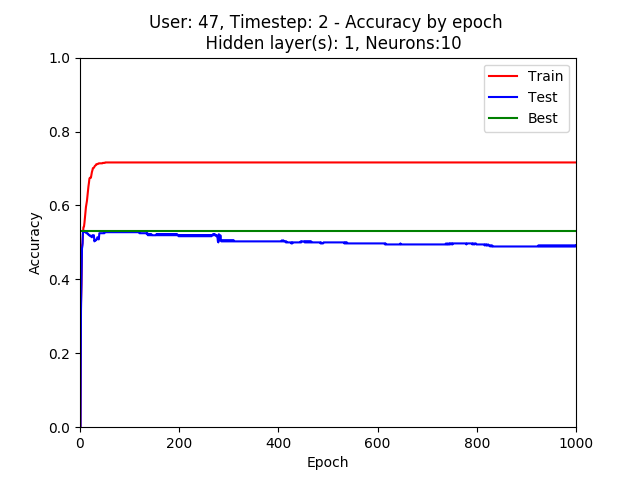 User: 47, Timestep: 2 - Accuracy by epoch
Hidden layer(s): 1, Neurons:10
Train
Test
Best
Accuracy
1.0
0.8
0.6
0.4
0.2
0.0
0 200 400 600 800 1000
Epoch